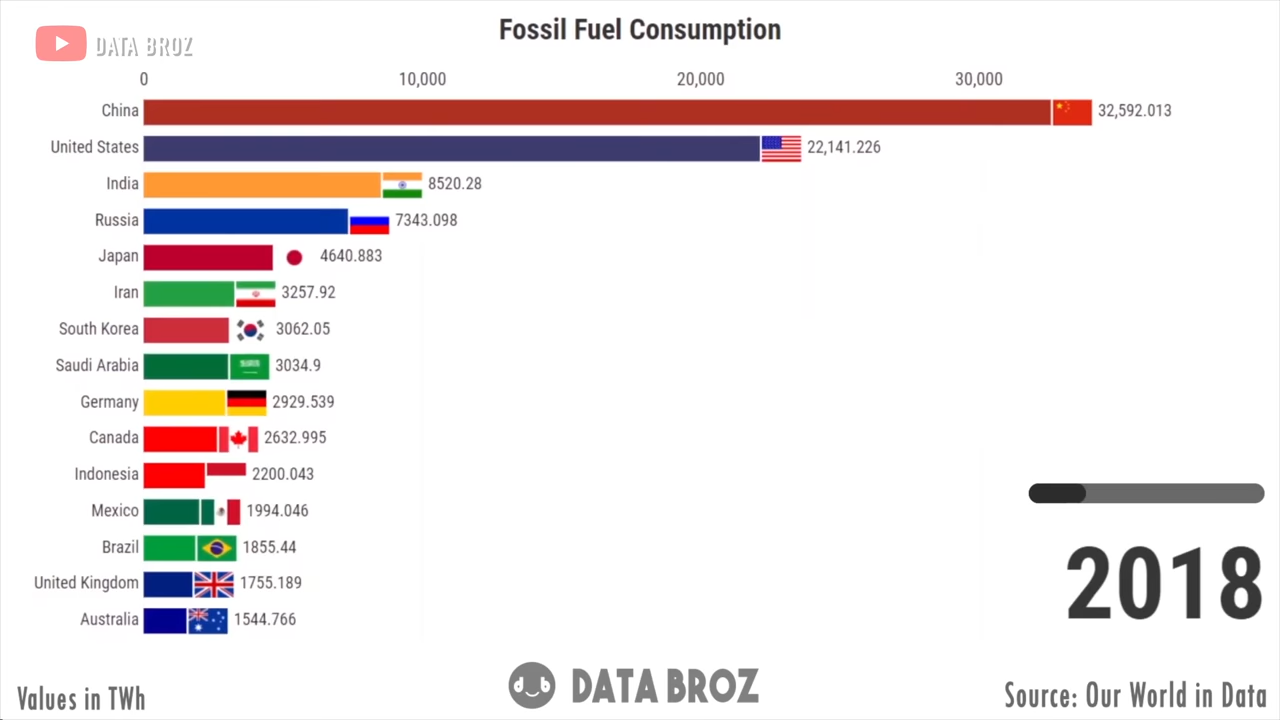 Fossil Fuel Consumption
DATA BROZ
0 10,000 20,000 30,000
China 32,592.013
United States 22,141.226
India 8520.28
Russia 7343.098
Japan 4640.883
Iran 3257.92
South Korea 3062.05
Saudi Arabia 3034.9
Germany 2929.539
Canada 2632.995
Indonesia 2200.043
Mexico 1994.046
Brazil 1855.44
United Kingdom 1755.189
Australia 1544.766
2018
Values in TWh
DATA BROZ
Source: Our World in Data